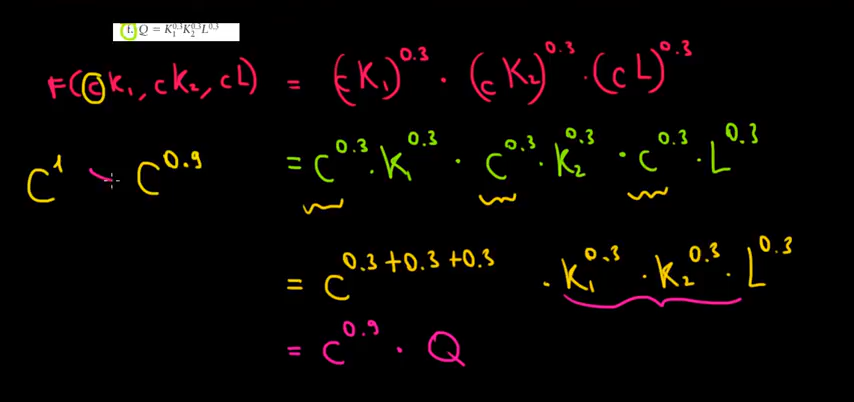 t. Q = K₁^0.3 K₂^0.3 L^0.3
F(cK₁, cK₂, cL) = (cK₁)^0.3 · (cK₂)^0.3 · (cL)^0.3
= C^0.3 · K^0.3 · C^0.3 · K₂^0.3 · C^0.3 · L^0.3
C^1 C^0.9
= C^0.3+0.3+0.3 · K₁^0.3 · K₂^0.3 · L^0.3
= C^0.9 · Q